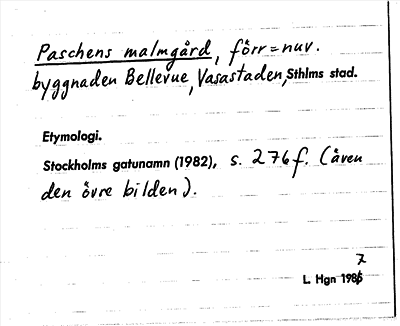 Paschens malmgård, förr = nuv.
byggnaden Bellevue, Vasastaden, Sthlms stad.
Etymologi.
Stockholms gatunamn (1982), s. 276 f. (även
den övre bilden).
7
L. Hgn 1986